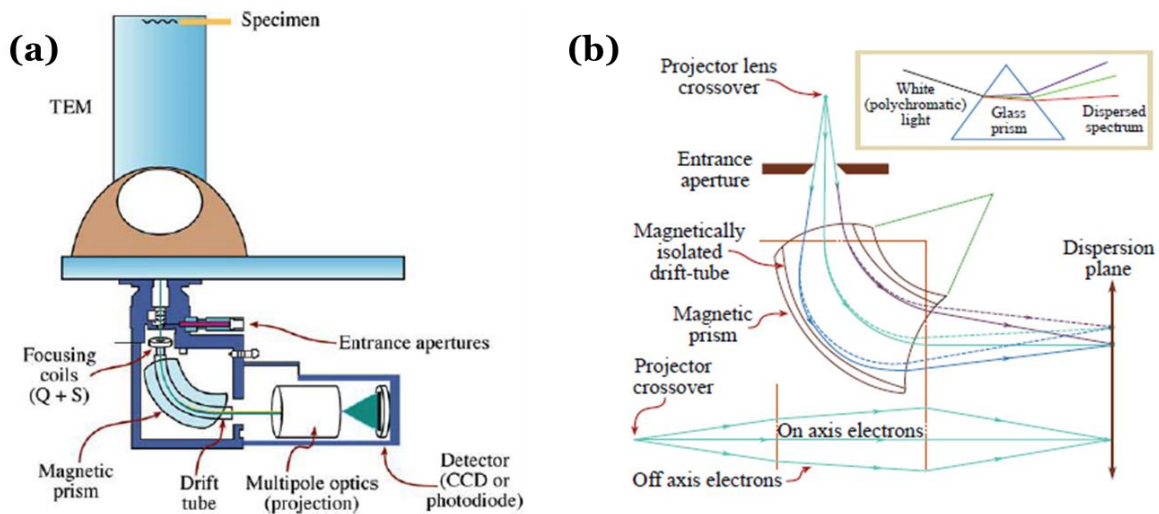 (a)
Specimen
TEM
Entrance apertures
Focusing
coils
(Q + S)
Magnetic
prism
Drift
tube
Multipole optics
(projection)
Detector
(CCD or
photodiode)
(b)
Projector lens
crossover
White
(polychromatic)
light
Glass
prism
Dispersed
spectrum
Entrance
aperture
Magnetically
isolated
drift-tube
Dispersion
plane
Magnetic
prism
Projector
crossover
On axis electrons
Off axis electrons